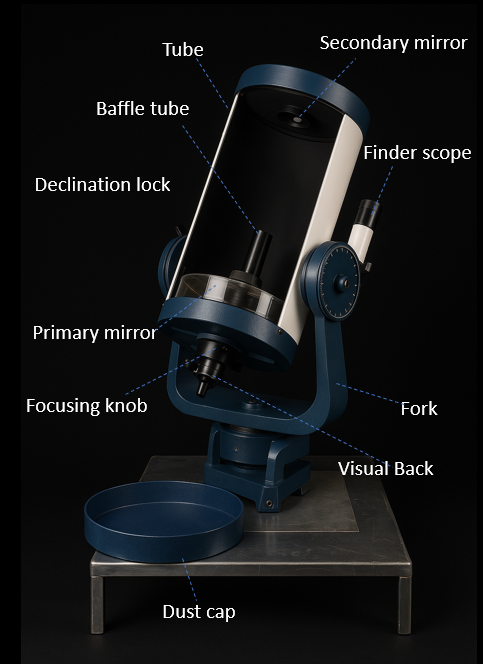 Secondary mirror
Tube
Baffle tube
Finder scope
Declination lock
Primary mirror
Focusing knob
Fork
Visual Back
Dust cap